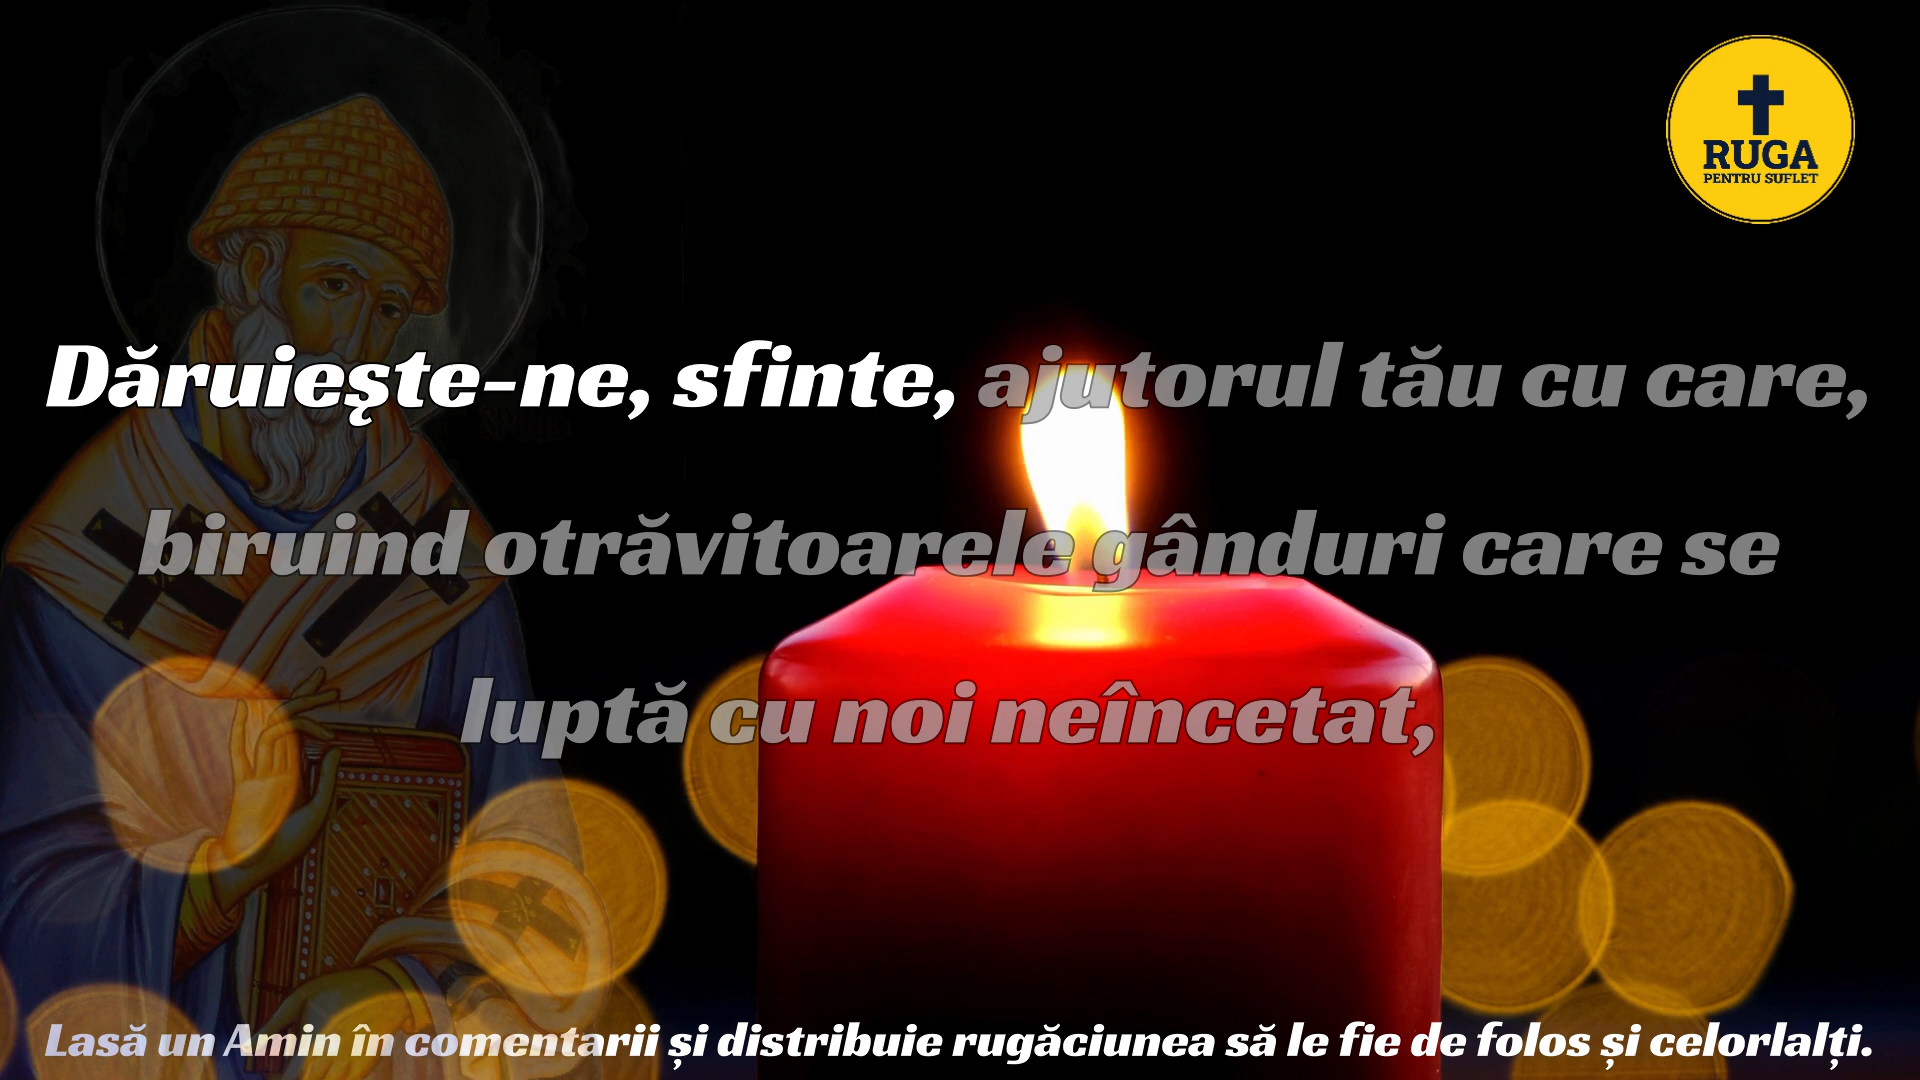 RUGA
PENTRU SUFLET
Dăruieşte-ne, sfinte, ajutorul tău cu care,
biruind otrăvitoarele gânduri care se
luptă cu noi neîncetat,
Lasă un Amin în comentarii și distribuie rugăciunea să le fie de folos și celorlalți.